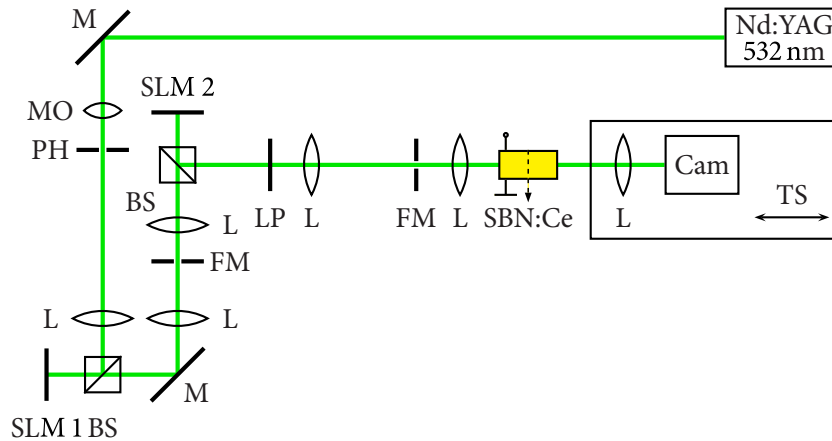 M
Nd:YAG
532 nm
SLM 2
MO
PH
Cam
BS
TS
LP
L
FM
L
SBN:Ce
L
L
FM
L
L
M
SLM 1 BS